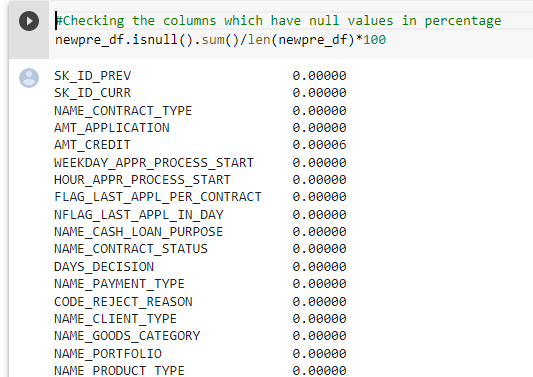 #Checking the columns which have null values in percentage
newpre_df.isnull().sum()/len(newpre_df)*100
SK_ID_PREV 0.00000
SK_ID_CURR 0.00000
NAME_CONTRACT_TYPE 0.00000
AMT_APPLICATION 0.00000
AMT_CREDIT 0.00006
WEEKDAY_APPR_PROCESS_START 0.00000
HOUR_APPR_PROCESS_START 0.00000
FLAG_LAST_APPL_PER_CONTRACT 0.00000
NFLAG_LAST_APPL_IN_DAY 0.00000
NAME_CASH_LOAN_PURPOSE 0.00000
NAME_CONTRACT_STATUS 0.00000
DAYS_DECISION 0.00000
NAME_PAYMENT_TYPE 0.00000
CODE_REJECT_REASON 0.00000
NAME_CLIENT_TYPE 0.00000
NAME_GOODS_CATEGORY 0.00000
NAME_PORTFOLIO 0.00000
NAME_PRODUCT_TYPE 0.00000